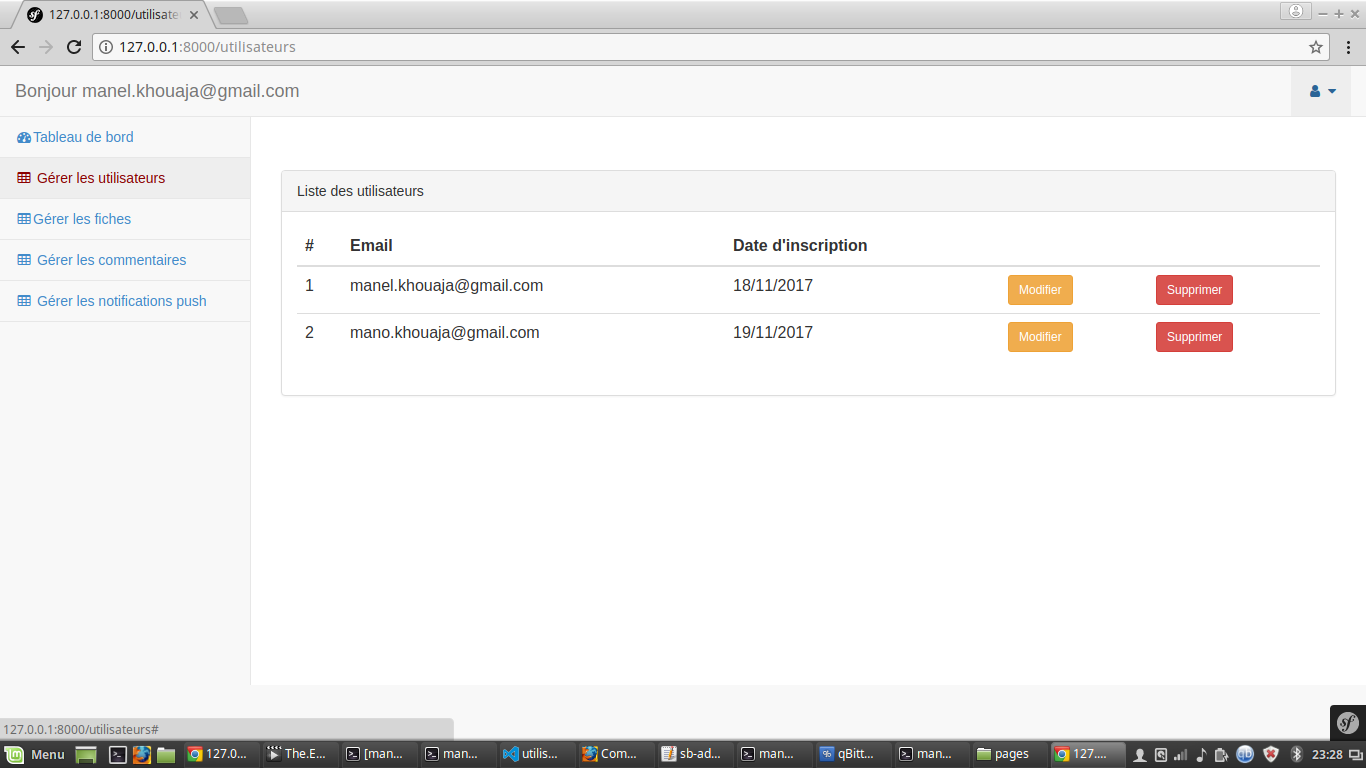 127.0.0.1:8000/utilisate
127.0.0.1:8000/utilisateurs
Bonjour manel.khouaja@gmail.com
Tableau de bord
Gérer les utilisateurs
Gérer les fiches
Gérer les commentaires
Gérer les notifications push
Liste des utilisateurs
# Email Date d'inscription
1 manel.khouaja@gmail.com 18/11/2017 Modifier Supprimer
2 mano.khouaja@gmail.com 19/11/2017 Modifier Supprimer
127.0.0.1:8000/utilisateurs#
Menu 127.0... The.E... [man... man... utilis... Com... sb-ad... man... qBitt... man... pages 127.... 23:28